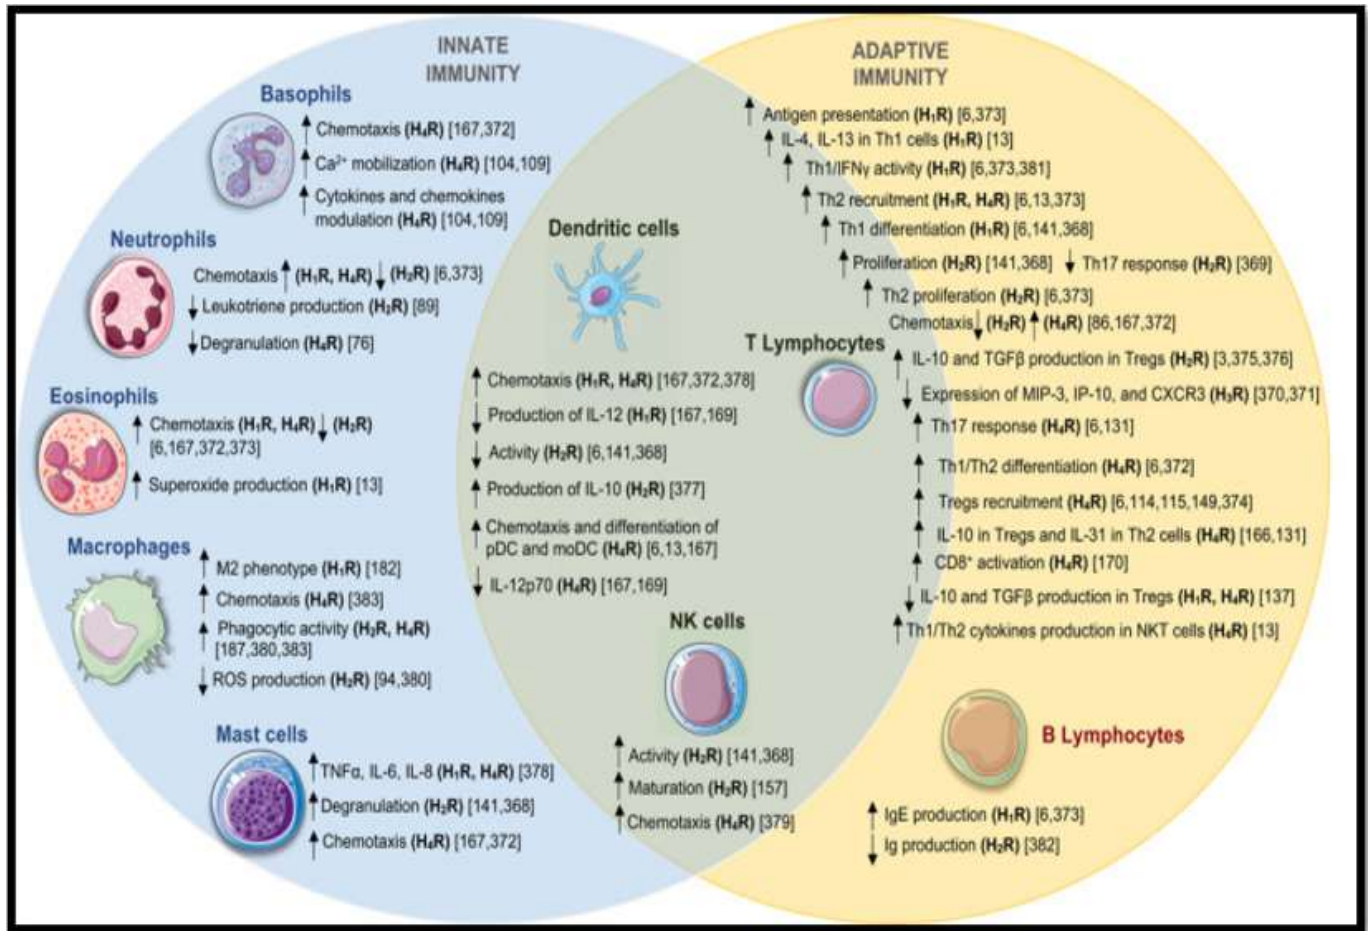 INNATE
IMMUNITY
Basophils
↑ Chemotaxis (H₄R) [167,372]
↑ Ca²⁺ mobilization (H₄R) [104,109]
↑ Cytokines and chemokines
modulation (H₄R) [104,109]
Neutrophils
Chemotaxis ↑ (H₁R, H₄R) ↓ (H₂R) [6,373]
↓ Leukotriene production (H₂R) [89]
↓ Degranulation (H₄R) [76]
Eosinophils
↑ Chemotaxis (H₁R, H₄R) ↓ (H₂R)
[6,167,372,373]
↑ Superoxide production (H₁R) [13]
Macrophages
↑ M2 phenotype (H₁R) [182]
↑ Chemotaxis (H₄R) [383]
↑ Phagocytic activity (H₂R, H₄R)
[187,380,383]
↓ ROS production (H₂R) [94,380]
Mast cells
↑ TNFα, IL-6, IL-8 (H₁R, H₄R) [378]
↑ Degranulation (H₂R) [141,368]
↑ Chemotaxis (H₄R) [167,372]
Dendritic cells
↑ Chemotaxis (H₁R, H₄R) [167,372,378]
↓ Production of IL-12 (H₁R) [167,169]
↓ Activity (H₂R) [6,141,368]
↑ Production of IL-10 (H₂R) [377]
↑ Chemotaxis and differentiation of
pDC and moDC (H₄R) [6,13,167]
↓ IL-12p70 (H₄R) [167,169]
NK cells
↑ Activity (H₂R) [141,368]
↑ Maturation (H₂R) [157]
↑ Chemotaxis (H₄R) [379]
ADAPTIVE
IMMUNITY
↑ Antigen presentation (H₁R) [6,373]
↑ IL-4, IL-13 in Th1 cells (H₁R) [13]
↑ Th1/IFNγ activity (H₁R) [6,373,381]
↑ Th2 recruitment (H₁R, H₄R) [6,13,373]
↑ Th1 differentiation (H₁R) [6,141,368]
↑ Proliferation (H₂R) [141,368] ↓ Th17 response (H₂R) [369]
↑ Th2 proliferation (H₂R) [6,373]
Chemotaxis ↓ (H₂R) ↑ (H₄R) [86,167,372]
T Lymphocytes
↑ IL-10 and TGFβ production in Tregs (H₂R) [3,375,376]
↓ Expression of MIP-3, IP-10, and CXCR3 (H₃R) [370,371]
↑ Th17 response (H₄R) [6,131]
↑ Th1/Th2 differentiation (H₄R) [6,372]
↑ Tregs recruitment (H₄R) [6,114,115,149,374]
↑ IL-10 in Tregs and IL-31 in Th2 cells (H₄R) [166,131]
↑ CD8⁺ activation (H₄R) [170]
↓ IL-10 and TGFβ production in Tregs (H₁R, H₄R) [137]
↑ Th1/Th2 cytokines production in NKT cells (H₄R) [13]
B Lymphocytes
↑ IgE production (H₁R) [6,373]
↓ Ig production (H₂R) [382]